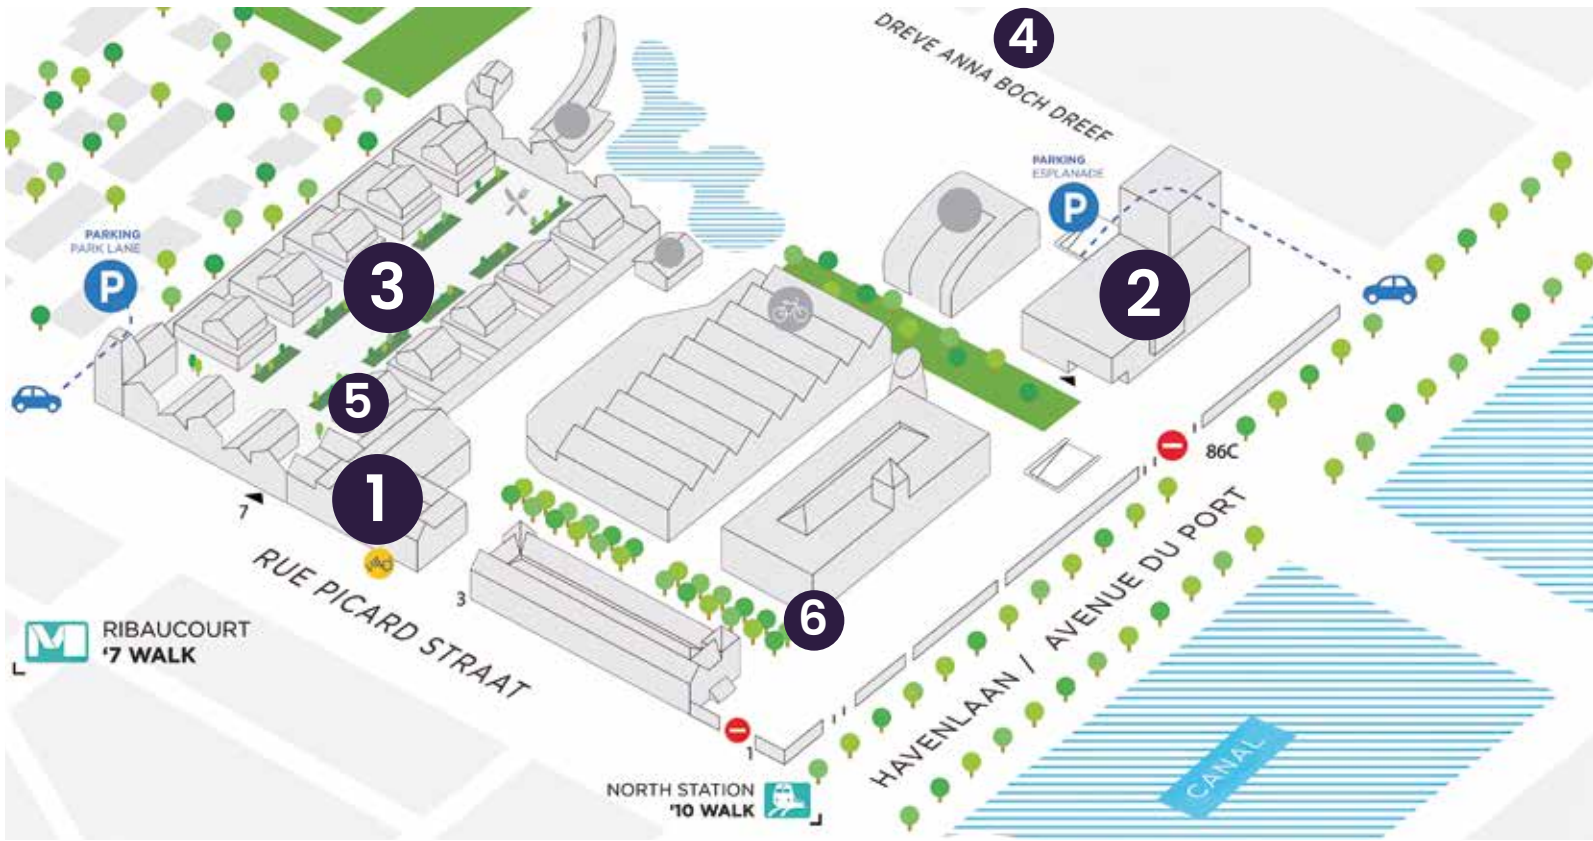 4
DREVE ANNA BOCH DREEF
PARKING
ESPLANADE
P
PARKING
PARK LANE
P
3
2
5
86C
1
7
3
RUE PICARD STRAAT
6
M
RIBAUCOURT
'7 WALK
HAVENLAAN / AVENUE DU PORT
1
CANAL
NORTH STATION
'10 WALK